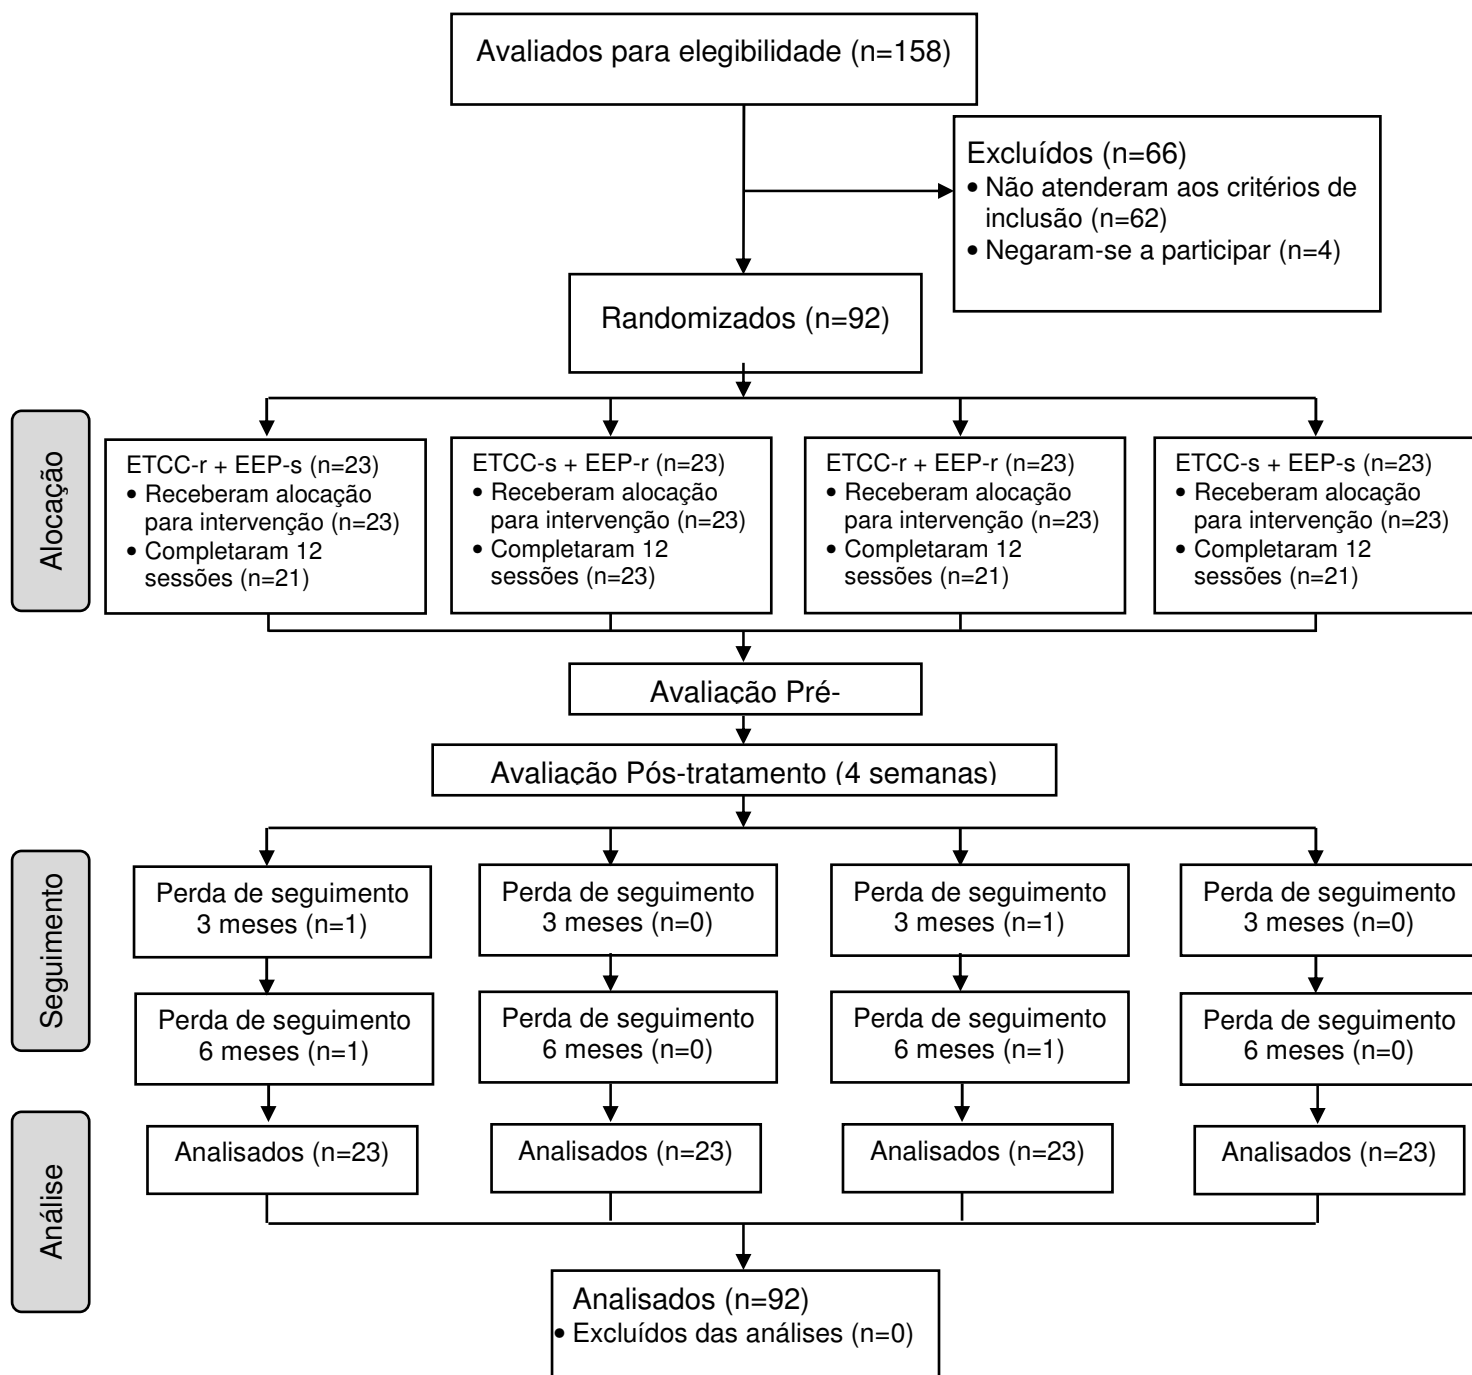 Avaliados para elegibilidade (n=158)
Excluídos (n=66)
• Não atenderam aos critérios de
inclusão (n=62)
• Negaram-se a participar (n=4)
Randomizados (n=92)
Alocação
ETCC-r + EEP-s (n=23)
• Receberam alocação
para intervenção (n=23)
• Completaram 12
sessões (n=21)
ETCC-s + EEP-r (n=23)
• Receberam alocação
para intervenção (n=23)
• Completaram 12
sessões (n=23)
ETCC-r + EEP-r (n=23)
• Receberam alocação
para intervenção (n=23)
• Completaram 12
sessões (n=21)
ETCC-s + EEP-s (n=23)
• Receberam alocação
para intervenção (n=23)
• Completaram 12
sessões (n=21)
Avaliação Pré-
Avaliação Pós-tratamento (4 semanas)
Seguimento
Perda de seguimento
3 meses (n=1)
Perda de seguimento
3 meses (n=0)
Perda de seguimento
3 meses (n=1)
Perda de seguimento
3 meses (n=0)
Perda de seguimento
6 meses (n=1)
Perda de seguimento
6 meses (n=0)
Perda de seguimento
6 meses (n=1)
Perda de seguimento
6 meses (n=0)
Análise
Analisados (n=23)
Analisados (n=23)
Analisados (n=23)
Analisados (n=23)
Analisados (n=92)
• Excluídos das análises (n=0)